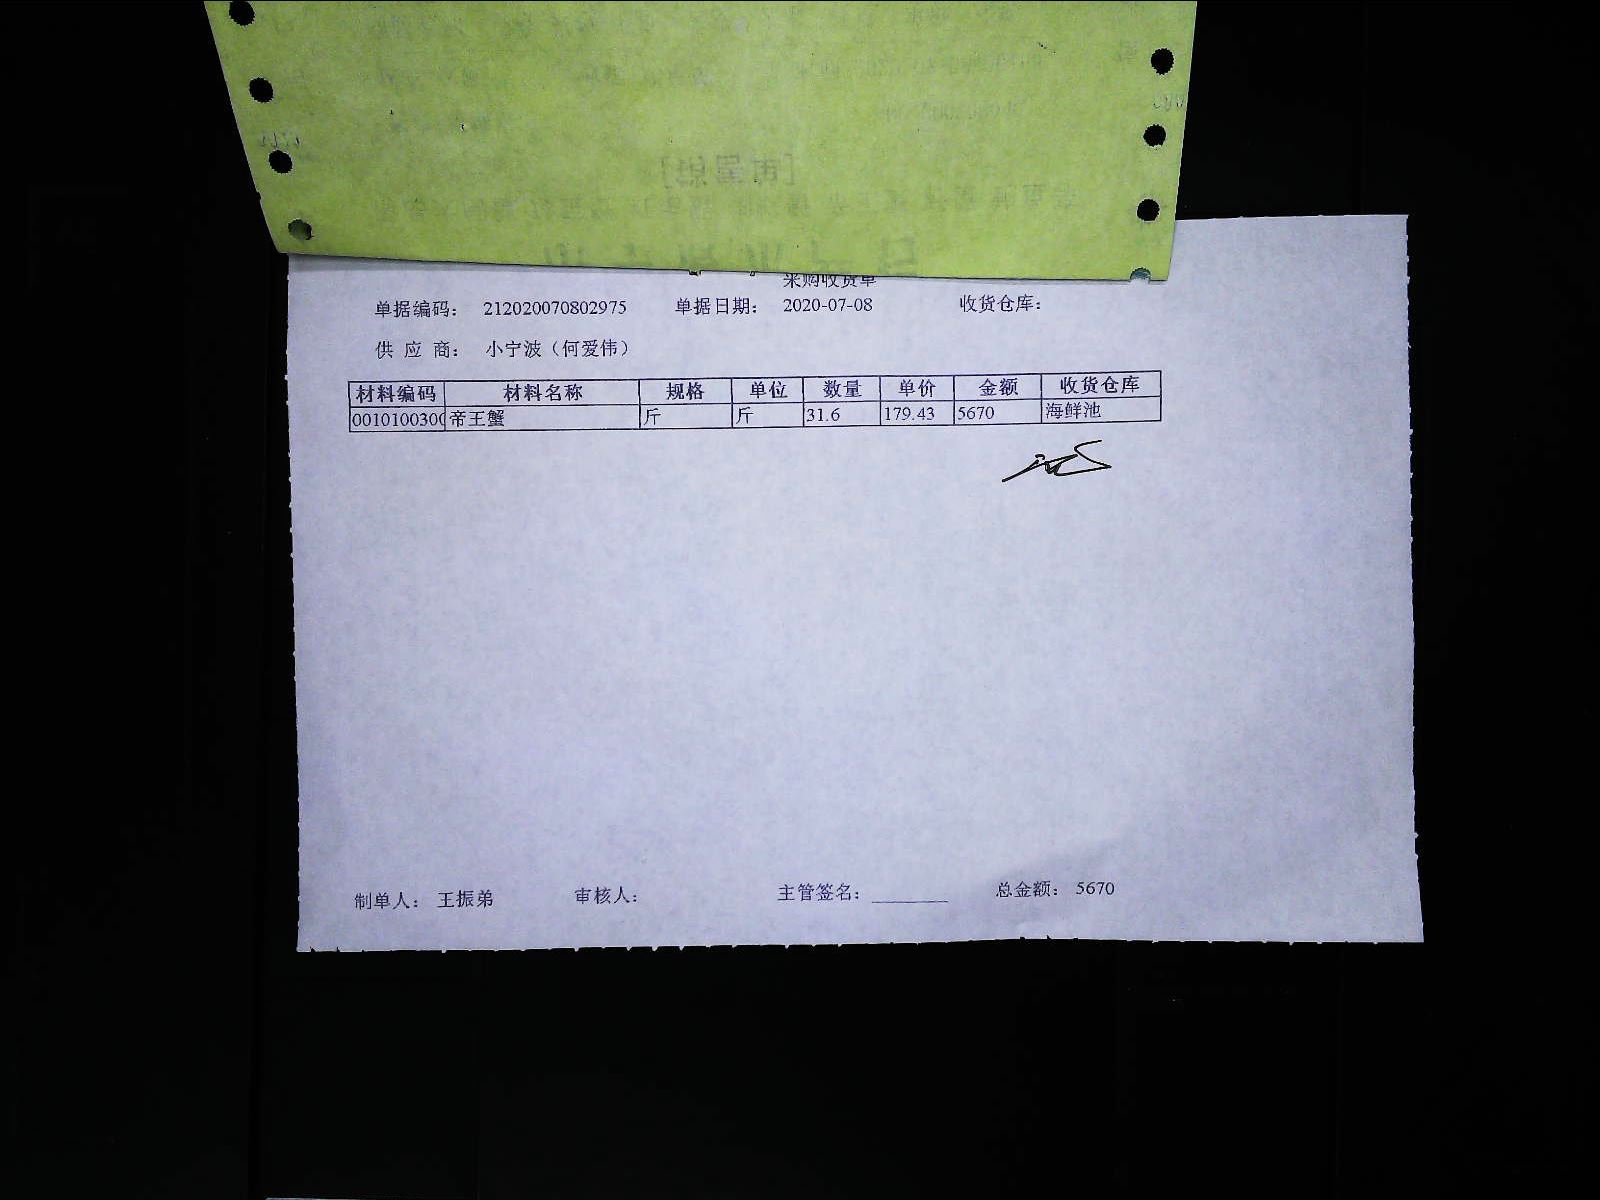 采购收货单
单据编码： 212020070802975 单据日期： 2020-07-08 收货仓库：
供 应 商： 小宁波（何爱伟）
材料编码 材料名称 规格 单位 数量 单价 金额 收货仓库
0010100300 帝王蟹 斤 斤 31.6 179.43 5670 海鲜池
制单人： 王振弟 审核人： 主管签名： ________ 总金额： 5670